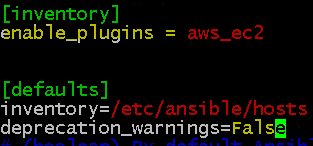 [inventory]
enable_plugins = aws_ec2
[defaults]
inventory=/etc/ansible/hosts
deprecation_warnings=False